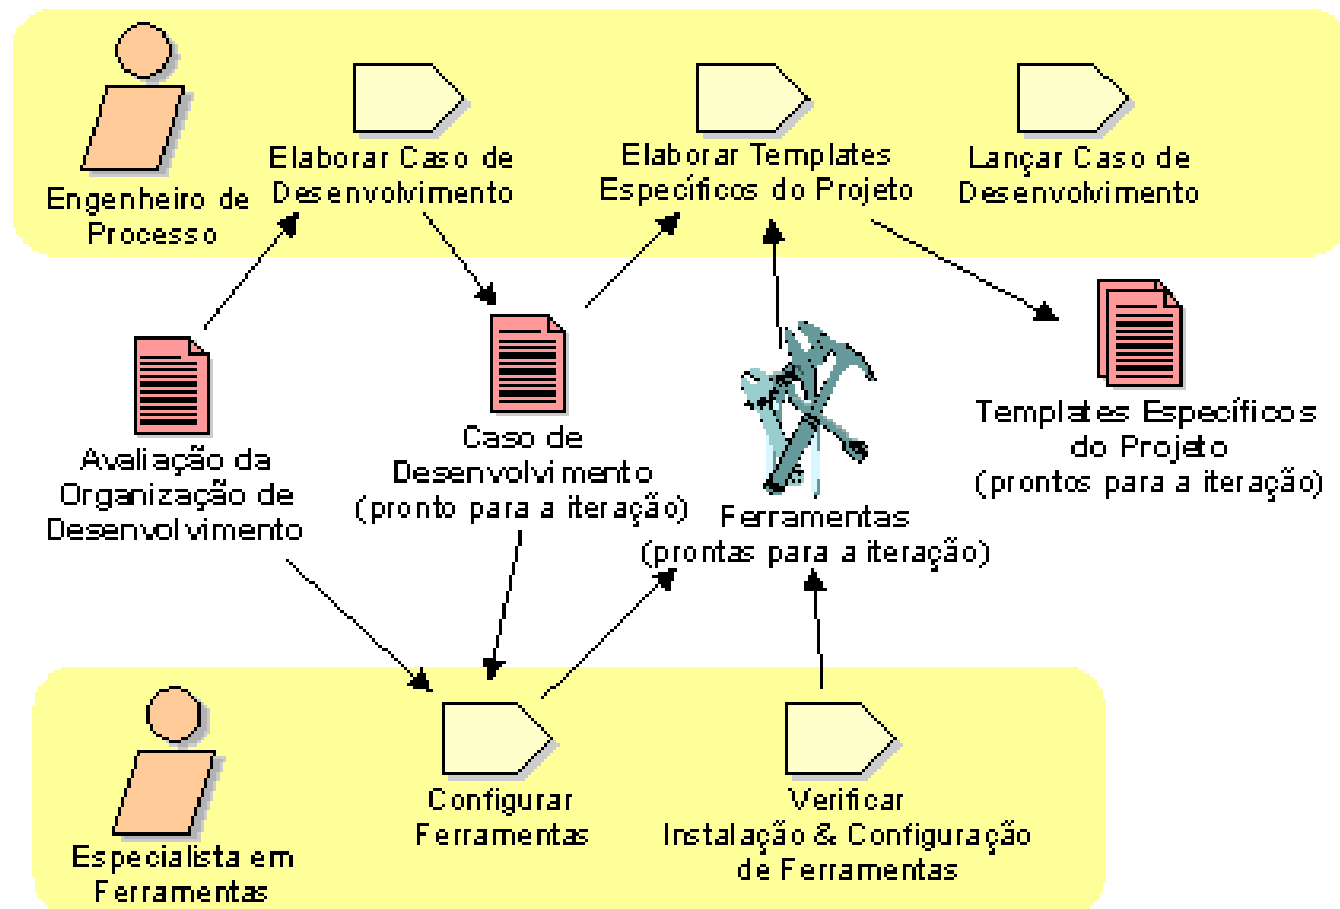 Engenheiro de
Processo
Elaborar Caso de
Desenvolvimento
Elaborar Templates
Específicos do Projeto
Lançar Caso de
Desenvolvimento
Avaliação da
Organização de
Desenvolvimento
Caso de
Desenvolvimento
(pronto para a iteração)
Ferramentas
(prontas para a iteração)
Templates Específicos
do Projeto
(prontos para a iteração)
Especialista em
Ferramentas
Configurar
Ferramentas
Verificar
Instalação & Configuração
de Ferramentas